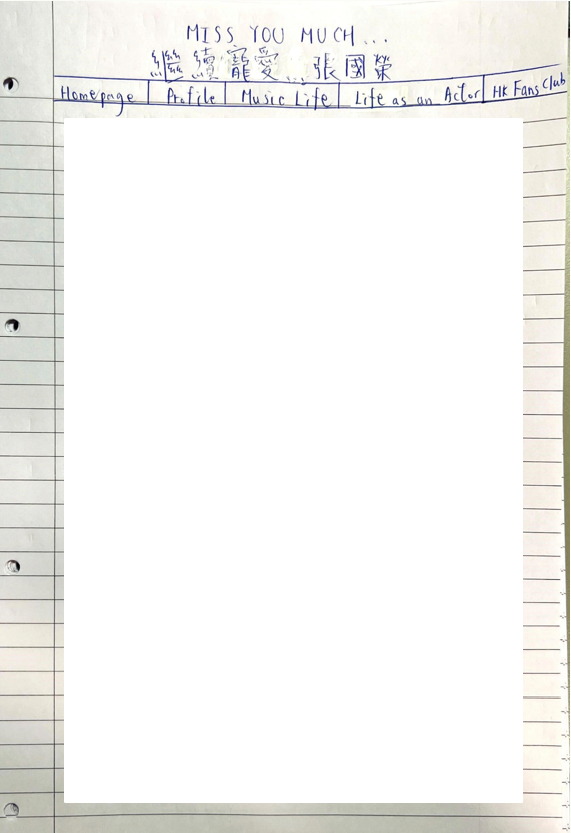 MISS YOU MUCH...
繼續寵愛...張國榮
Homepage Profile Music Life Life as an Actor HK Fans Club